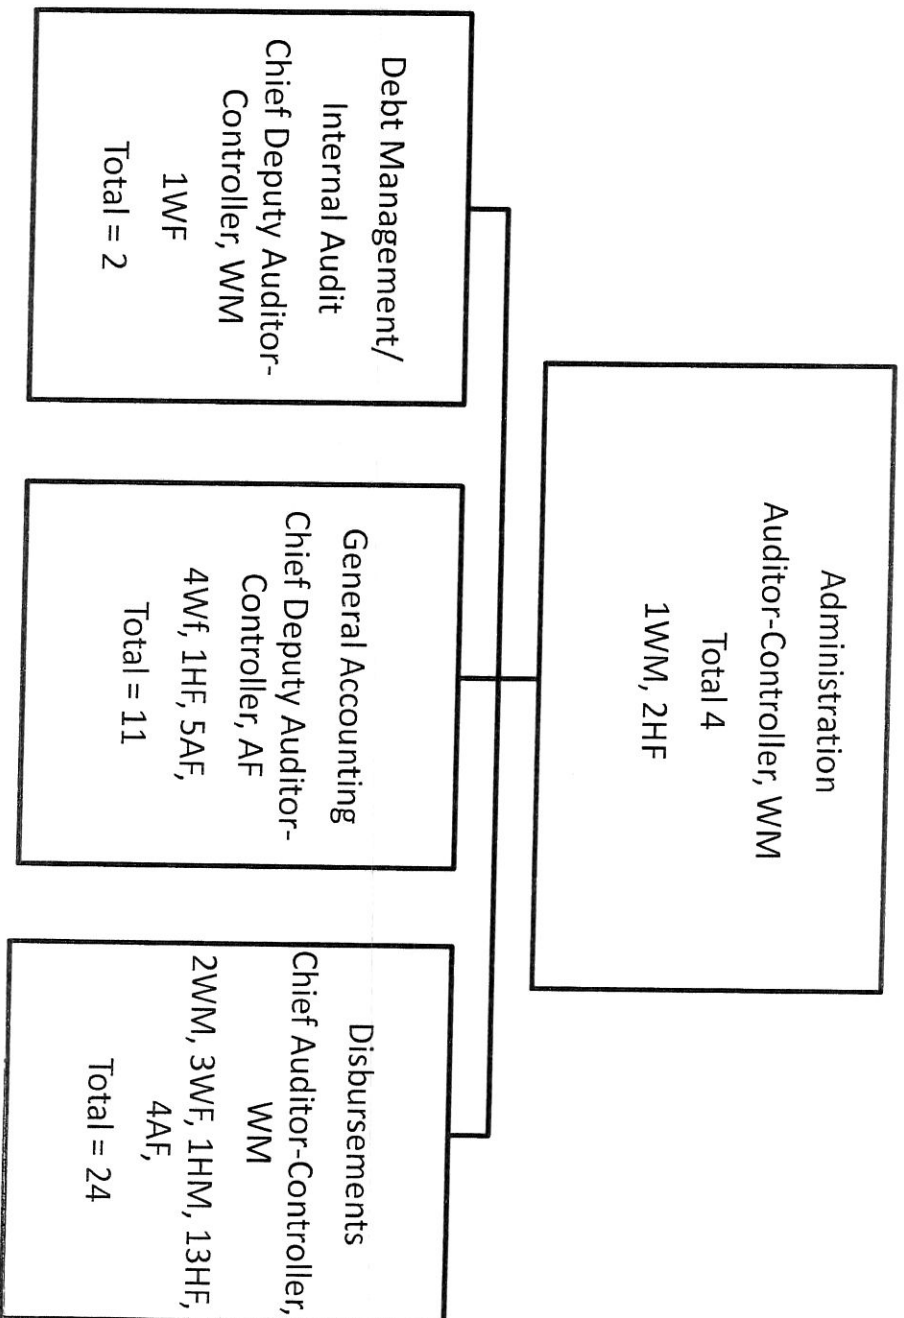 Administration
Auditor-Controller, WM
Total 4
1WM, 2HF
Debt Management/
Internal Audit
Chief Deputy Auditor-
Controller, WM
1WF
Total = 2
General Accounting
Chief Deputy Auditor-
Controller, AF
4Wf, 1HF, 5AF,
Total = 11
Disbursements
Chief Auditor-Controller,
WM
2WM, 3WF, 1HM, 13HF,
4AF,
Total = 24